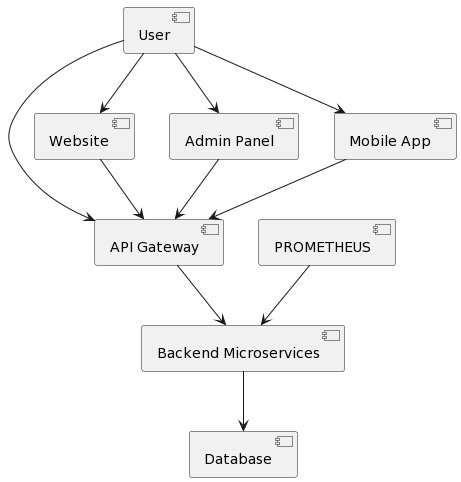 User
Website
Admin Panel
Mobile App
API Gateway
PROMETHEUS
Backend Microservices
Database